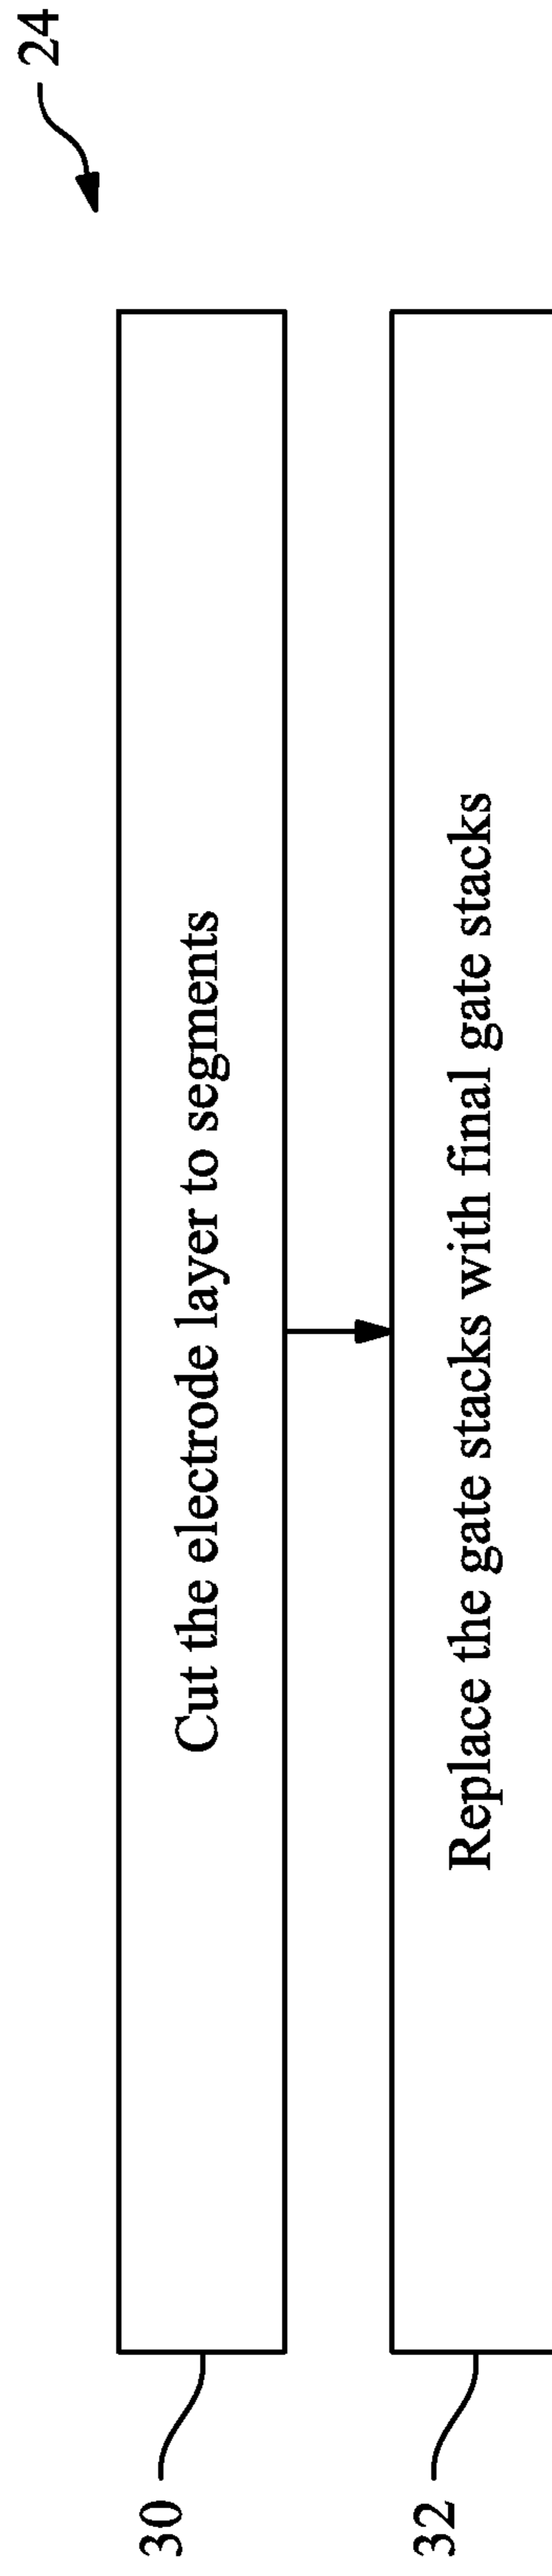 24
30
Cut the electrode layer to segments
32
Replace the gate stacks with final gate stacks